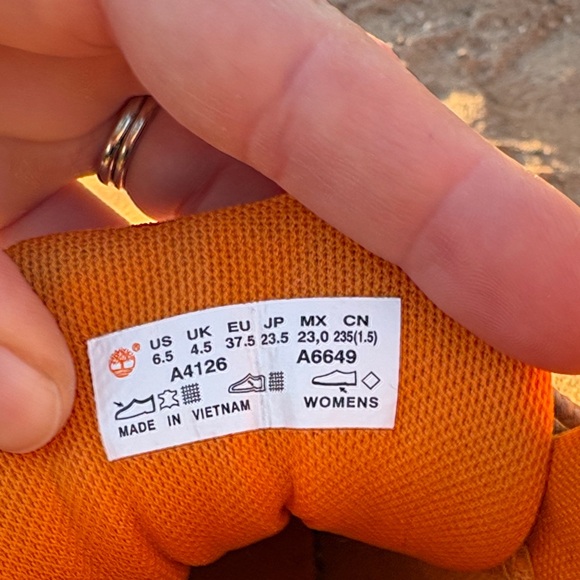 ® US UK EU JP MX CN
6.5 4.5 37.5 23.5 23,0 235(1.5)
A4126 A6649
MADE IN VIETNAM WOMENS